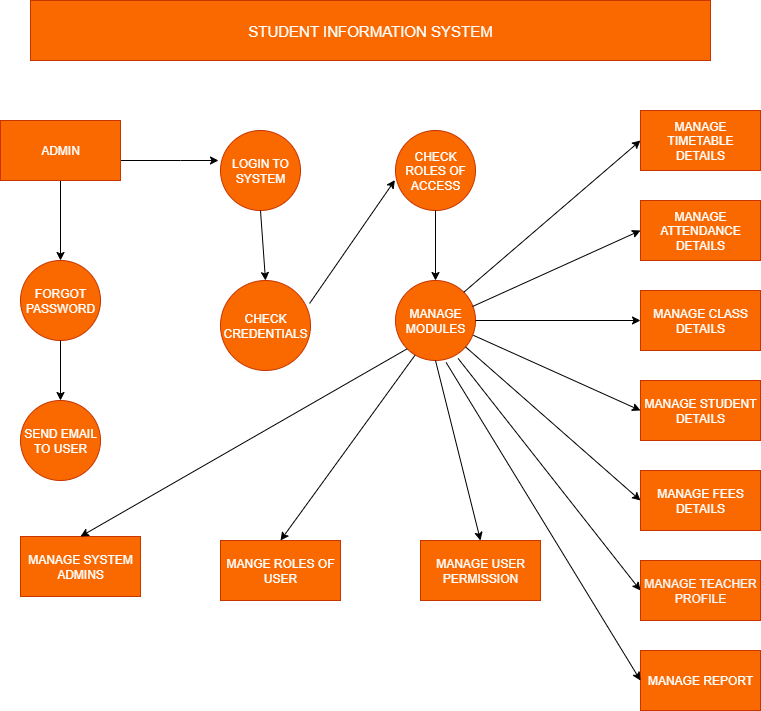 STUDENT INFORMATION SYSTEM
ADMIN
LOGIN TO
SYSTEM
CHECK
ROLES OF
ACCESS
MANAGE
TIMETABLE
DETAILS
MANAGE
ATTENDANCE
DETAILS
FORGOT
PASSWORD
CHECK
CREDENTIALS
MANAGE
MODULES
MANAGE CLASS
DETAILS
MANAGE STUDENT
DETAILS
SEND EMAIL
TO USER
MANAGE FEES
DETAILS
MANAGE SYSTEM
ADMINS
MANGE ROLES OF
USER
MANAGE USER
PERMISSION
MANAGE TEACHER
PROFILE
MANAGE REPORT